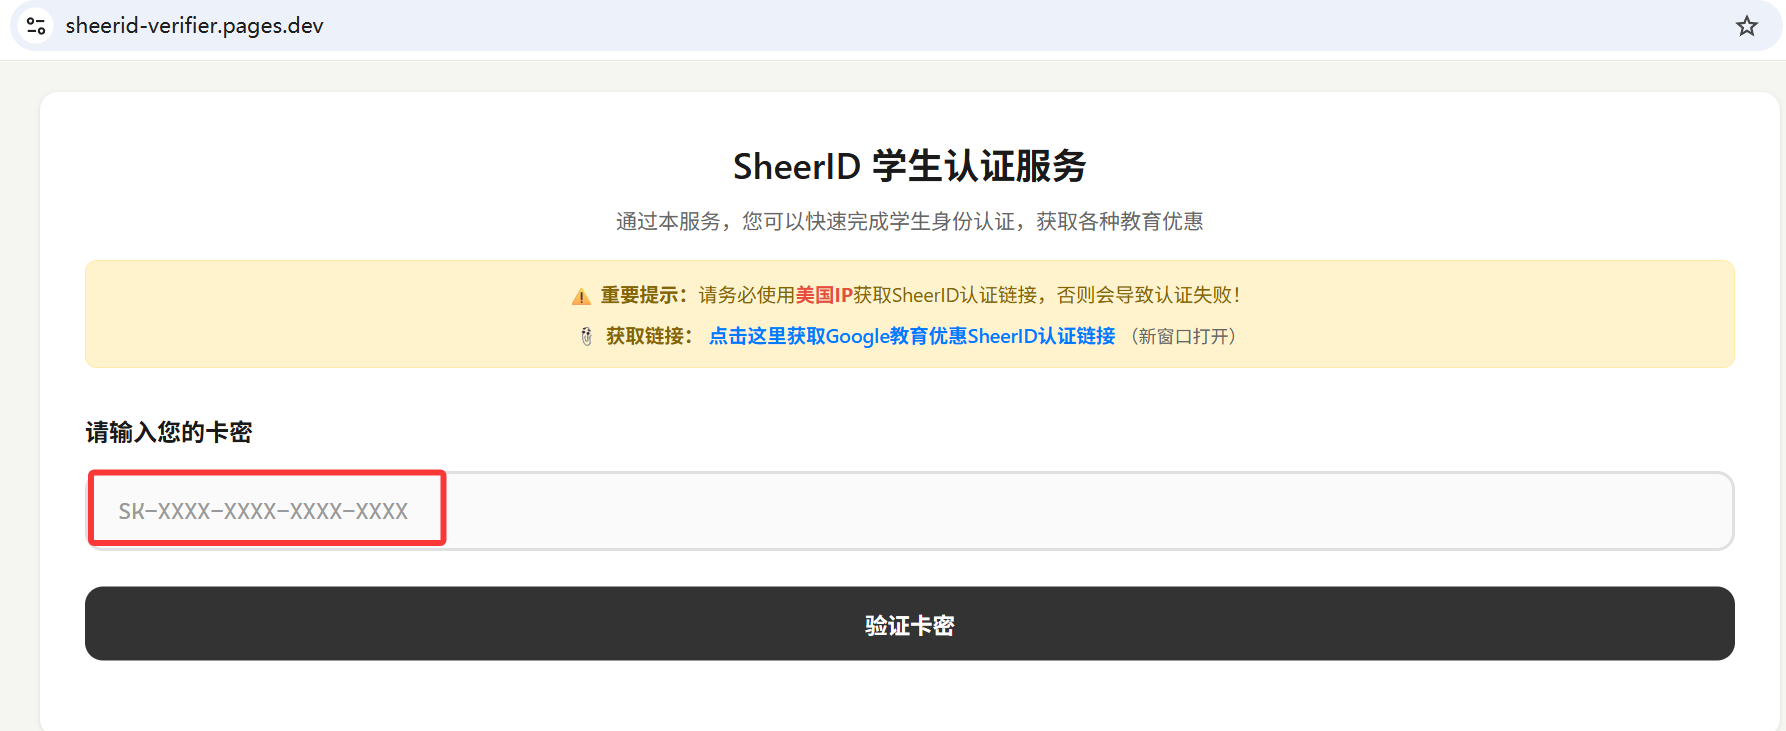 sheerid-verifier.pages.dev
SheerID 学生认证服务
通过本服务，您可以快速完成学生身份认证，获取各种教育优惠
⚠️ 重要提示：请务必使用美国IP获取SheerID认证链接，否则会导致认证失败！
🔗 获取链接： 点击这里获取Google教育优惠SheerID认证链接 （新窗口打开）
请输入您的卡密
SK-XXXX-XXXX-XXXX-XXXX
验证卡密